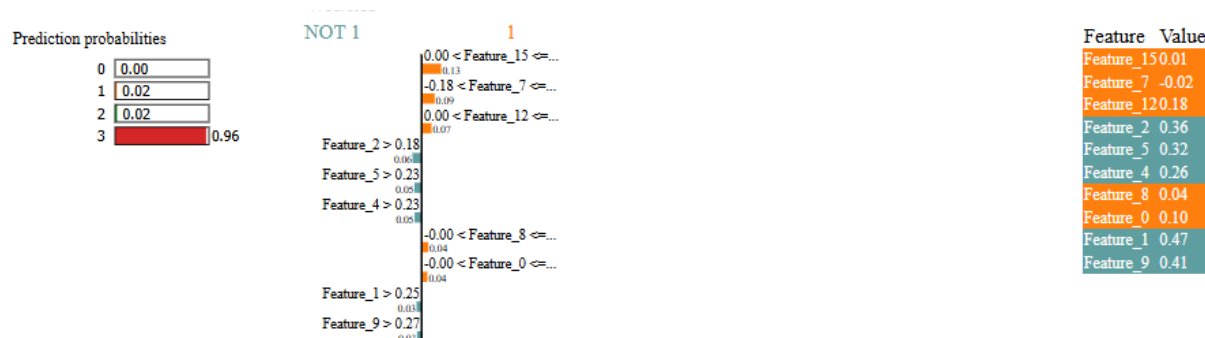 Prediction probabilities
0 0.00
1 0.02
2 0.02
3 0.96
NOT 1
1
0.00 < Feature_15 <=...
0.13
-0.18 < Feature_7 <=...
0.09
0.00 < Feature_12 <=...
0.07
Feature_2 > 0.18
0.06
Feature_5 > 0.23
0.05
Feature_4 > 0.23
0.05
-0.00 < Feature_8 <=...
0.04
-0.00 < Feature_0 <=...
0.04
Feature_1 > 0.25
0.03
Feature_9 > 0.27
Feature Value
Feature_15 0.01
Feature_7 -0.02
Feature_12 0.18
Feature_2 0.36
Feature_5 0.32
Feature_4 0.26
Feature_8 0.04
Feature_0 0.10
Feature_1 0.47
Feature_9 0.41